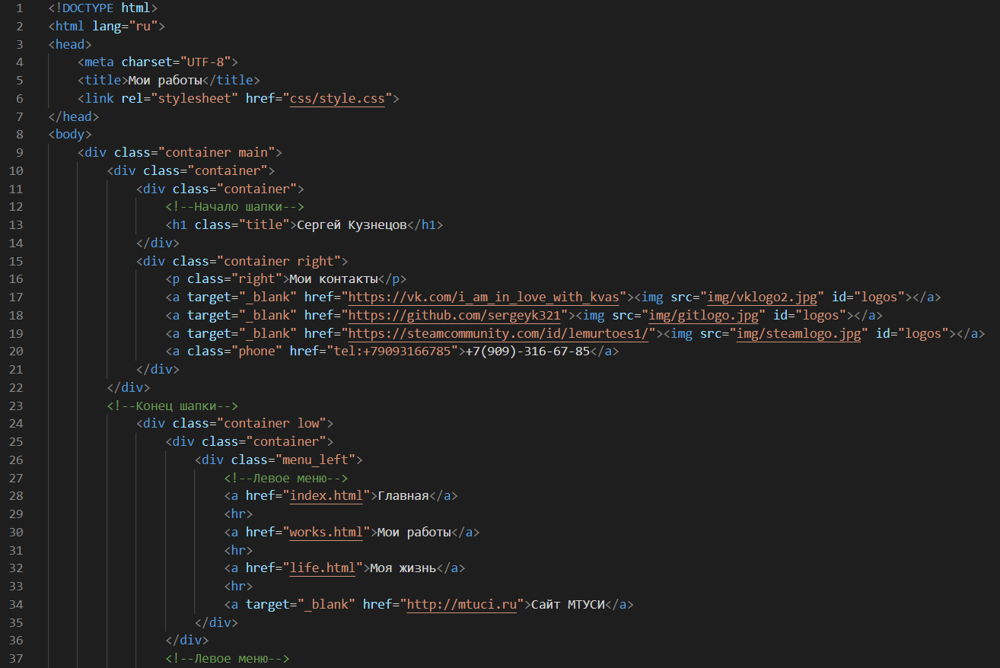 1 <!DOCTYPE html>
2 <html lang="ru">
3 <head>
4 <meta charset="UTF-8">
5 <title>Мои работы</title>
6 <link rel="stylesheet" href="css/style.css">
7 </head>
8 <body>
9 <div class="container main">
10 <div class="container">
11 <div class="container">
12 <!--Начало шапки-->
13 <h1 class="title">Сергей Кузнецов</h1>
14 </div>
15 <div class="container right">
16 <p class="right">Мои контакты</p>
17 <a target="_blank" href="https://vk.com/i_am_in_love_with_kvas"><img src="img/vklogo2.jpg" id="logos"></a>
18 <a target="_blank" href="https://github.com/sergeyk321"><img src="img/gitlogo.jpg" id="logos"></a>
19 <a target="_blank" href="https://steamcommunity.com/id/lemurtoes1/"><img src="img/steamlogo.jpg" id="logos"></a>
20 <a class="phone" href="tel:+79093166785">+7(909)-316-67-85</a>
21 </div>
22 </div>
23 <!--Конец шапки-->
24 <div class="container low">
25 <div class="container">
26 <div class="menu_left">
27 <!--Левое меню-->
28 <a href="index.html">Главная</a>
29 <hr>
30 <a href="works.html">Мои работы</a>
31 <hr>
32 <a href="life.html">Моя жизнь</a>
33 <hr>
34 <a target="_blank" href="http://mtuci.ru">Сайт МТУСИ</a>
35 </div>
36 </div>
37 <!--Левое меню-->